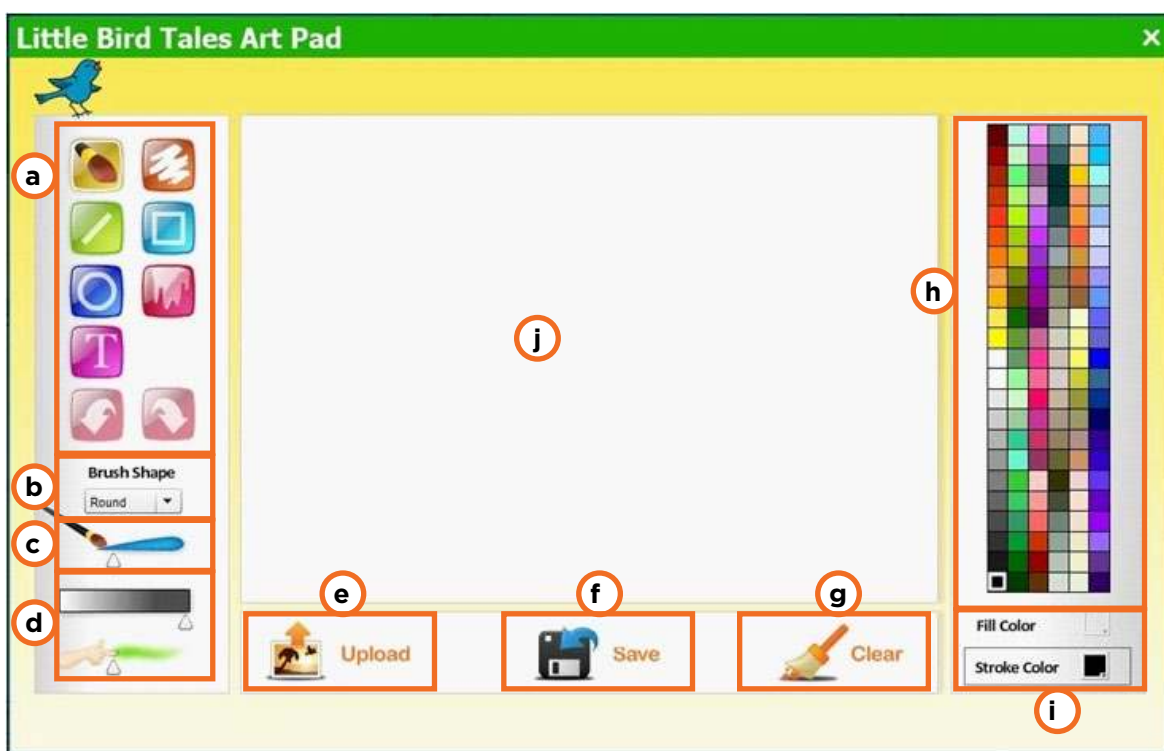 Little Bird Tales Art Pad
a
T
b
Brush Shape
Round
c
d
e
Upload
f
Save
g
Clear
h
Fill Color
Stroke Color
i
j